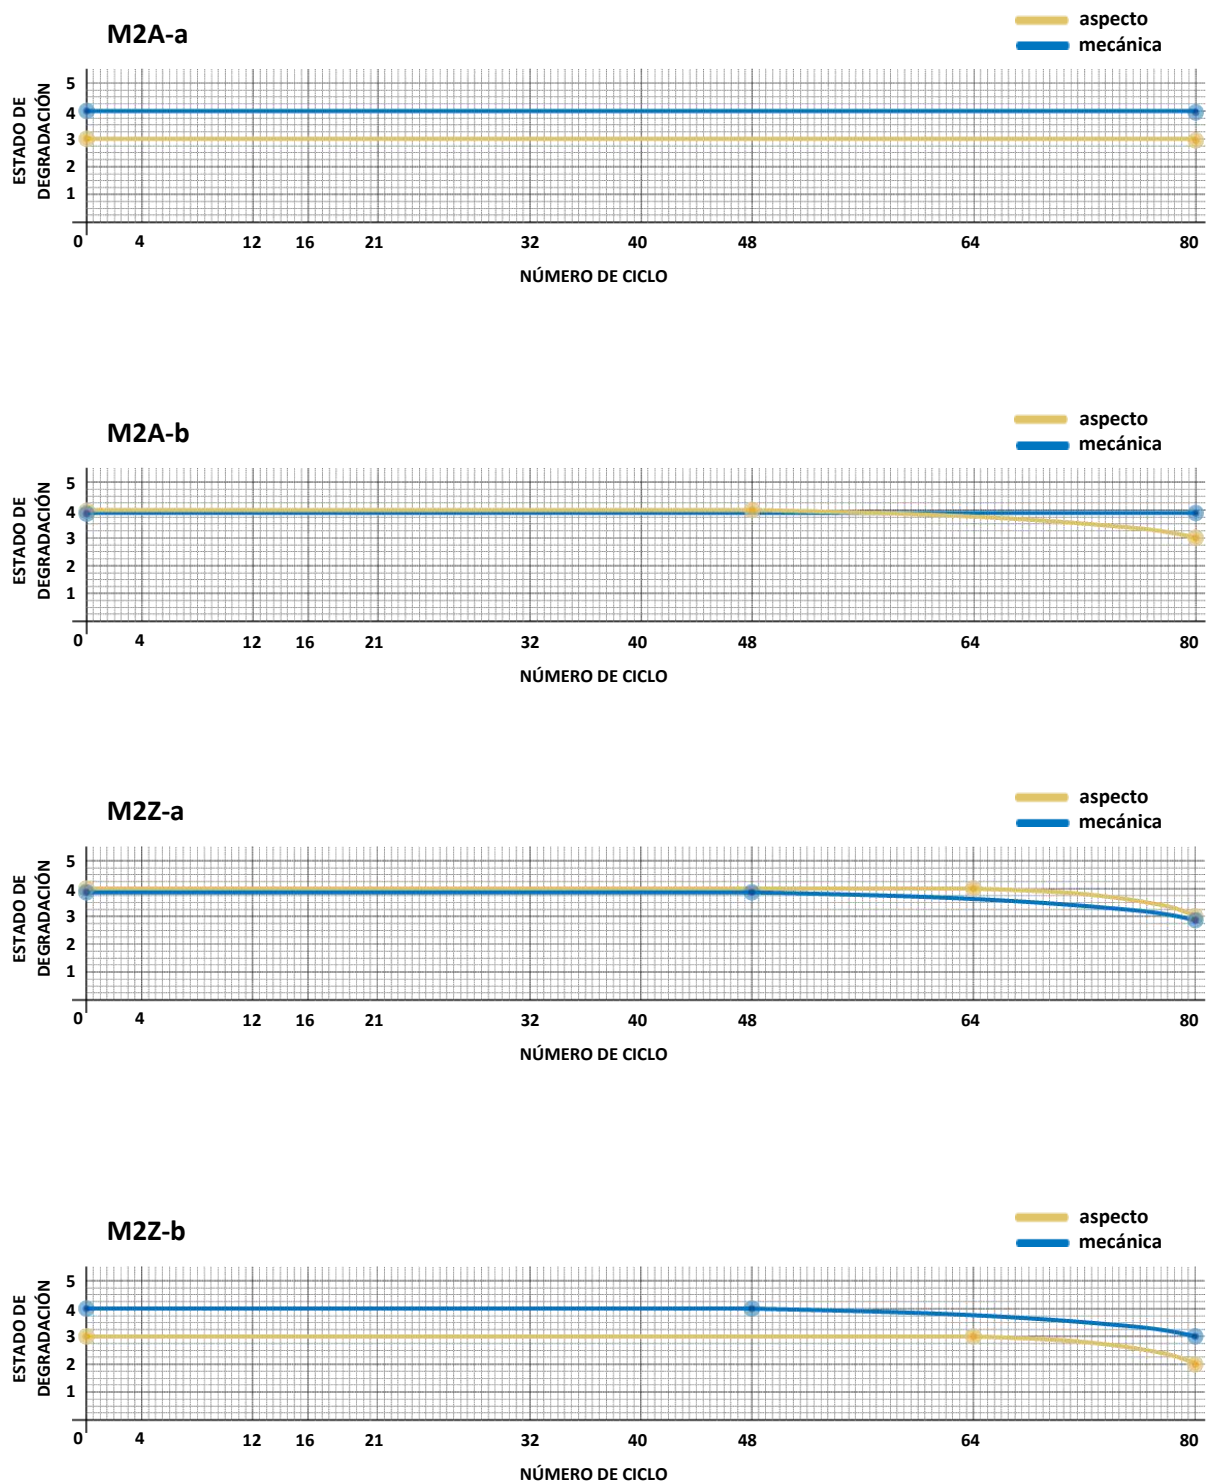 M2A-a
aspecto
mecánica
ESTADO DE
DEGRADACIÓN
5
4
3
2
1
0 4 12 16 21 32 40 48 64 80
NÚMERO DE CICLO
M2A-b
aspecto
mecánica
ESTADO DE
DEGRADACIÓN
5
4
3
2
1
0 4 12 16 21 32 40 48 64 80
NÚMERO DE CICLO
M2Z-a
aspecto
mecánica
ESTADO DE
DEGRADACIÓN
5
4
3
2
1
0 4 12 16 21 32 40 48 64 80
NÚMERO DE CICLO
M2Z-b
aspecto
mecánica
ESTADO DE
DEGRADACIÓN
5
4
3
2
1
0 4 12 16 21 32 40 48 64 80
NÚMERO DE CICLO